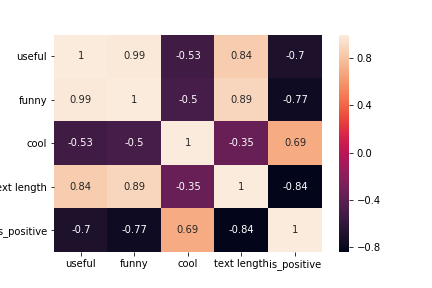 useful 1 0.99 -0.53 0.84 -0.7
funny 0.99 1 -0.5 0.89 -0.77
cool -0.53 -0.5 1 -0.35 0.69
ext length 0.84 0.89 -0.35 1 -0.84
s_positive -0.7 -0.77 0.69 -0.84 1
useful funny cool text length is_positive
0.8
0.4
0.0
-0.4
-0.8